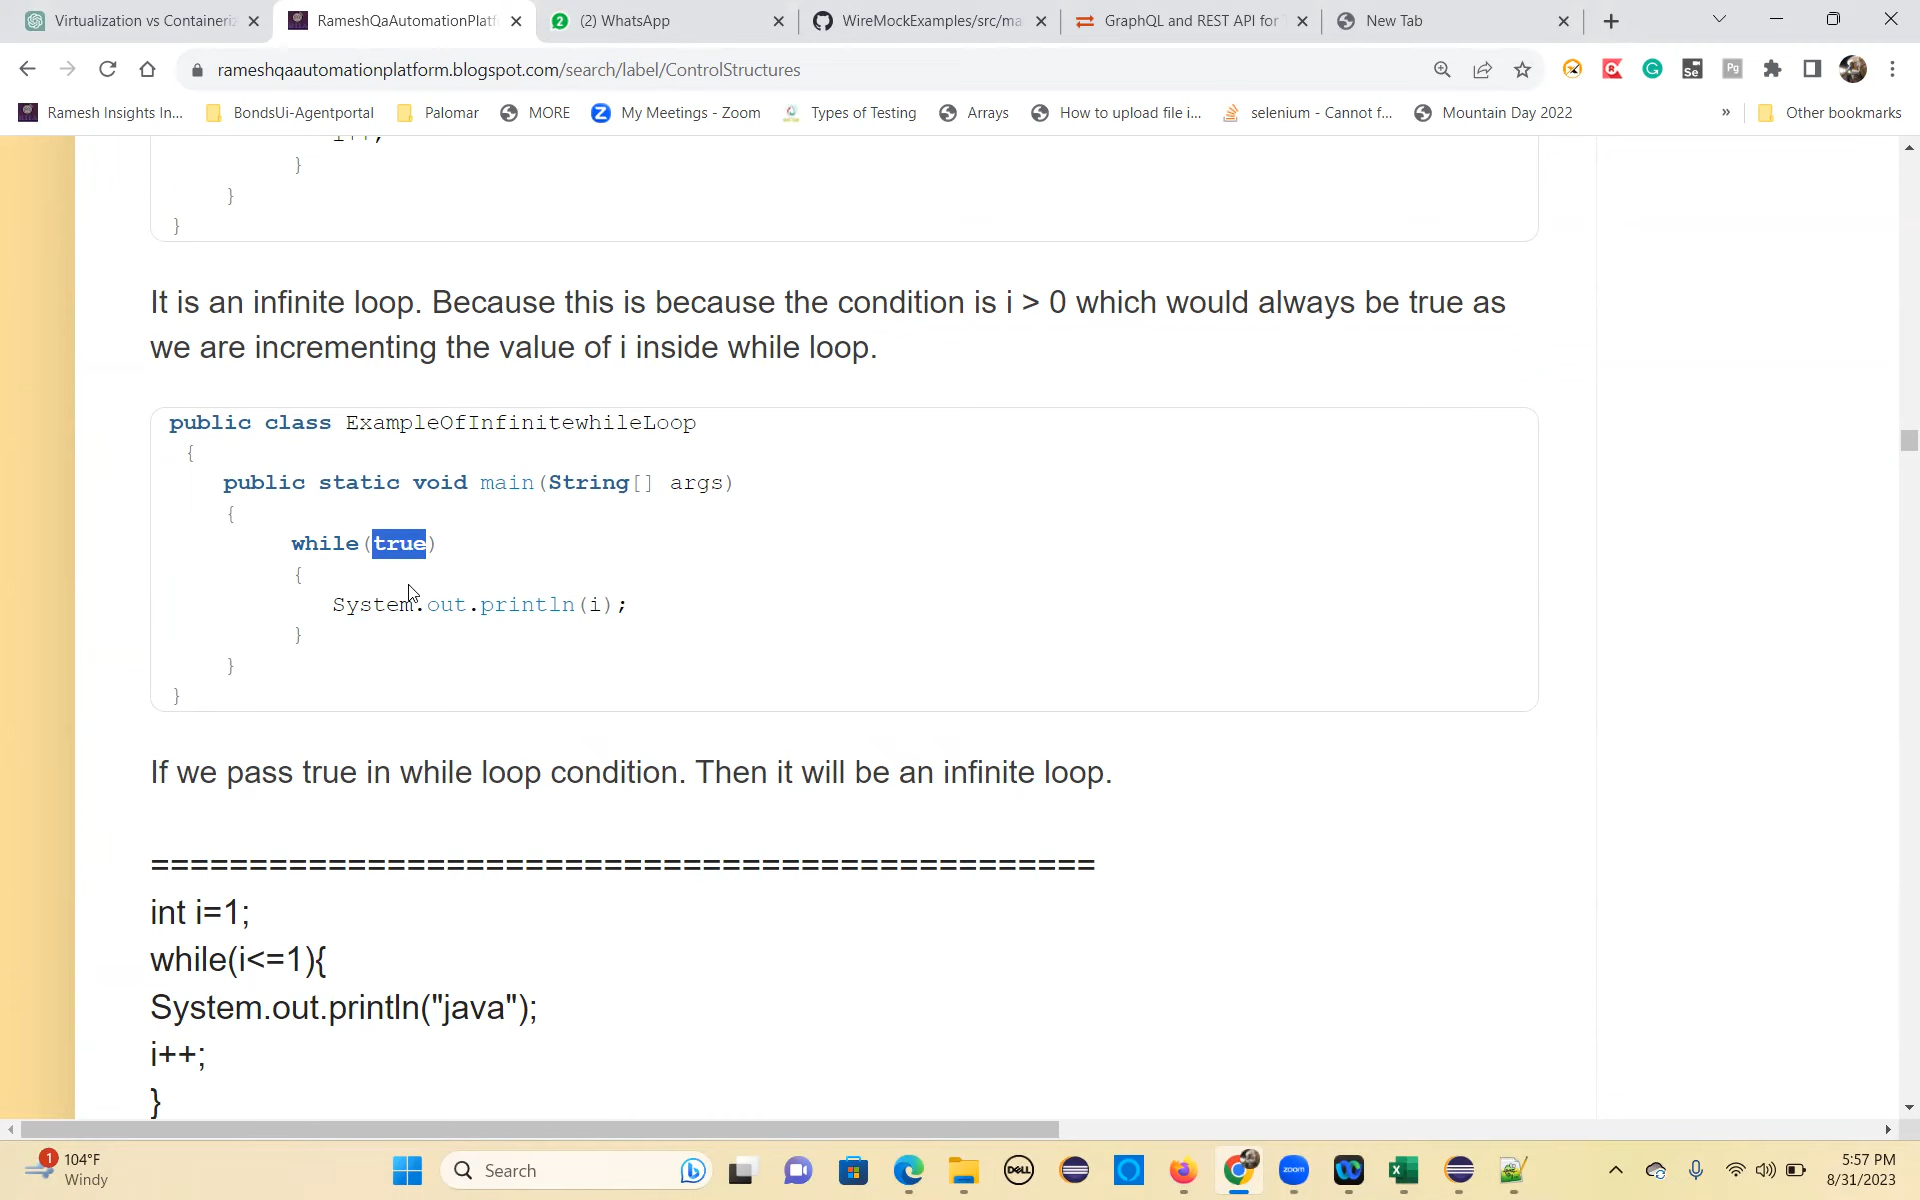 Virtualization vs Containeriz
RameshQaAutomationPlatf
(2) WhatsApp
WireMockExamples/src/ma
GraphQL and REST API for
New Tab
rameshqaautomationplatform.blogspot.com/search/label/ControlStructures
Ramesh Insights In...
BondsUi-Agentportal
Palomar
MORE
My Meetings - Zoom
Types of Testing
Arrays
How to upload file i...
selenium - Cannot f...
Mountain Day 2022
»
Other bookmarks
i++;
}
}
}
It is an infinite loop. Because this is because the condition is i > 0 which would always be true as
we are incrementing the value of i inside while loop.
public class ExampleOfInfinitewhileLoop
{
public static void main(String[] args)
{
while(true)
{
System.out.println(i);
}
}
}
If we pass true in while loop condition. Then it will be an infinite loop.
================================================
int i=1;
while(i<=1){
System.out.println("java");
i++;
}
1
104°F
Windy
Search
DELL
zoom
5:57 PM
8/31/2023